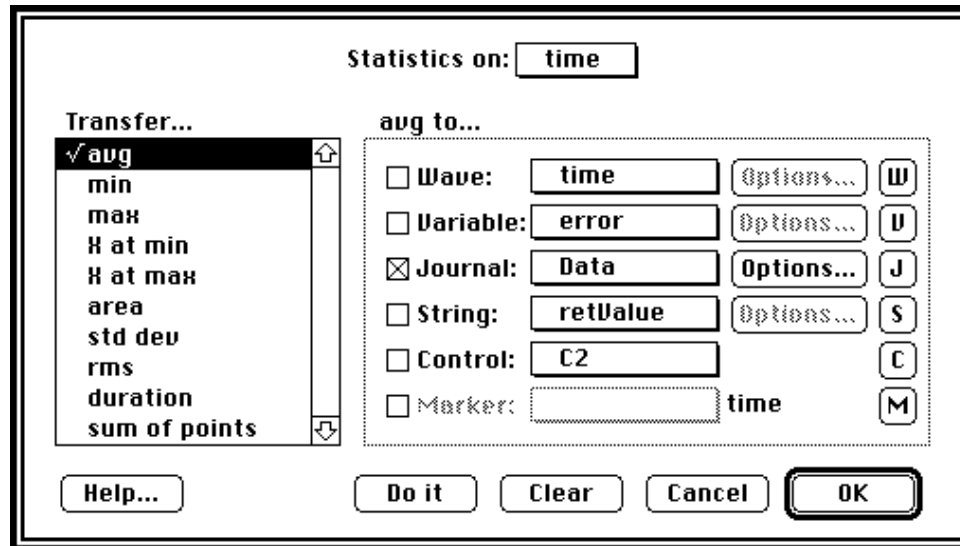 Statistics on: time
Transfer...
√avg
min
max
X at min
X at max
area
std dev
rms
duration
sum of points
avg to...
Wave: time Options... W
Variable: error Options... V
Journal: Data Options... J
String: retValue Options... S
Control: C2 C
Marker: time M
Help... Do it Clear Cancel OK